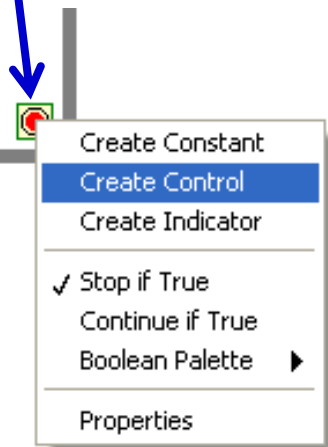 Create Constant
Create Control
Create Indicator
Stop if True
Continue if True
Boolean Palette
Properties